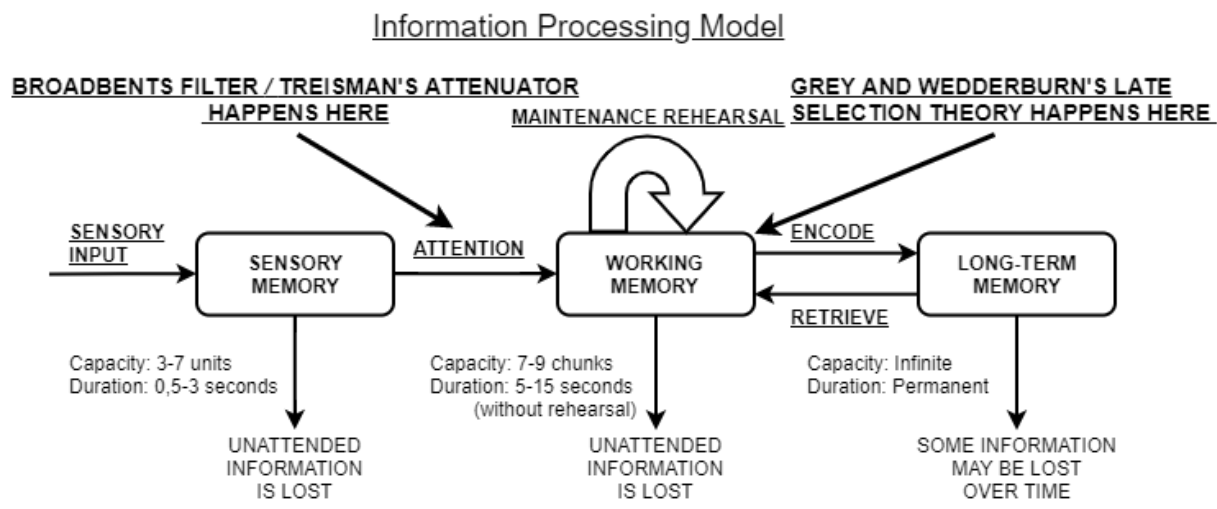 Information Processing Model
BROADBENTS FILTER / TREISMAN'S ATTENUATOR
HAPPENS HERE
MAINTENANCE REHEARSAL
GREY AND WEDDERBURN'S LATE
SELECTION THEORY HAPPENS HERE
SENSORY
INPUT
SENSORY
MEMORY
ATTENTION
WORKING
MEMORY
ENCODE
RETRIEVE
LONG-TERM
MEMORY
Capacity: 3-7 units
Duration: 0,5-3 seconds
Capacity: 7-9 chunks
Duration: 5-15 seconds
(without rehearsal)
Capacity: Infinite
Duration: Permanent
UNATTENDED
INFORMATION
IS LOST
UNATTENDED
INFORMATION
IS LOST
SOME INFORMATION
MAY BE LOST
OVER TIME